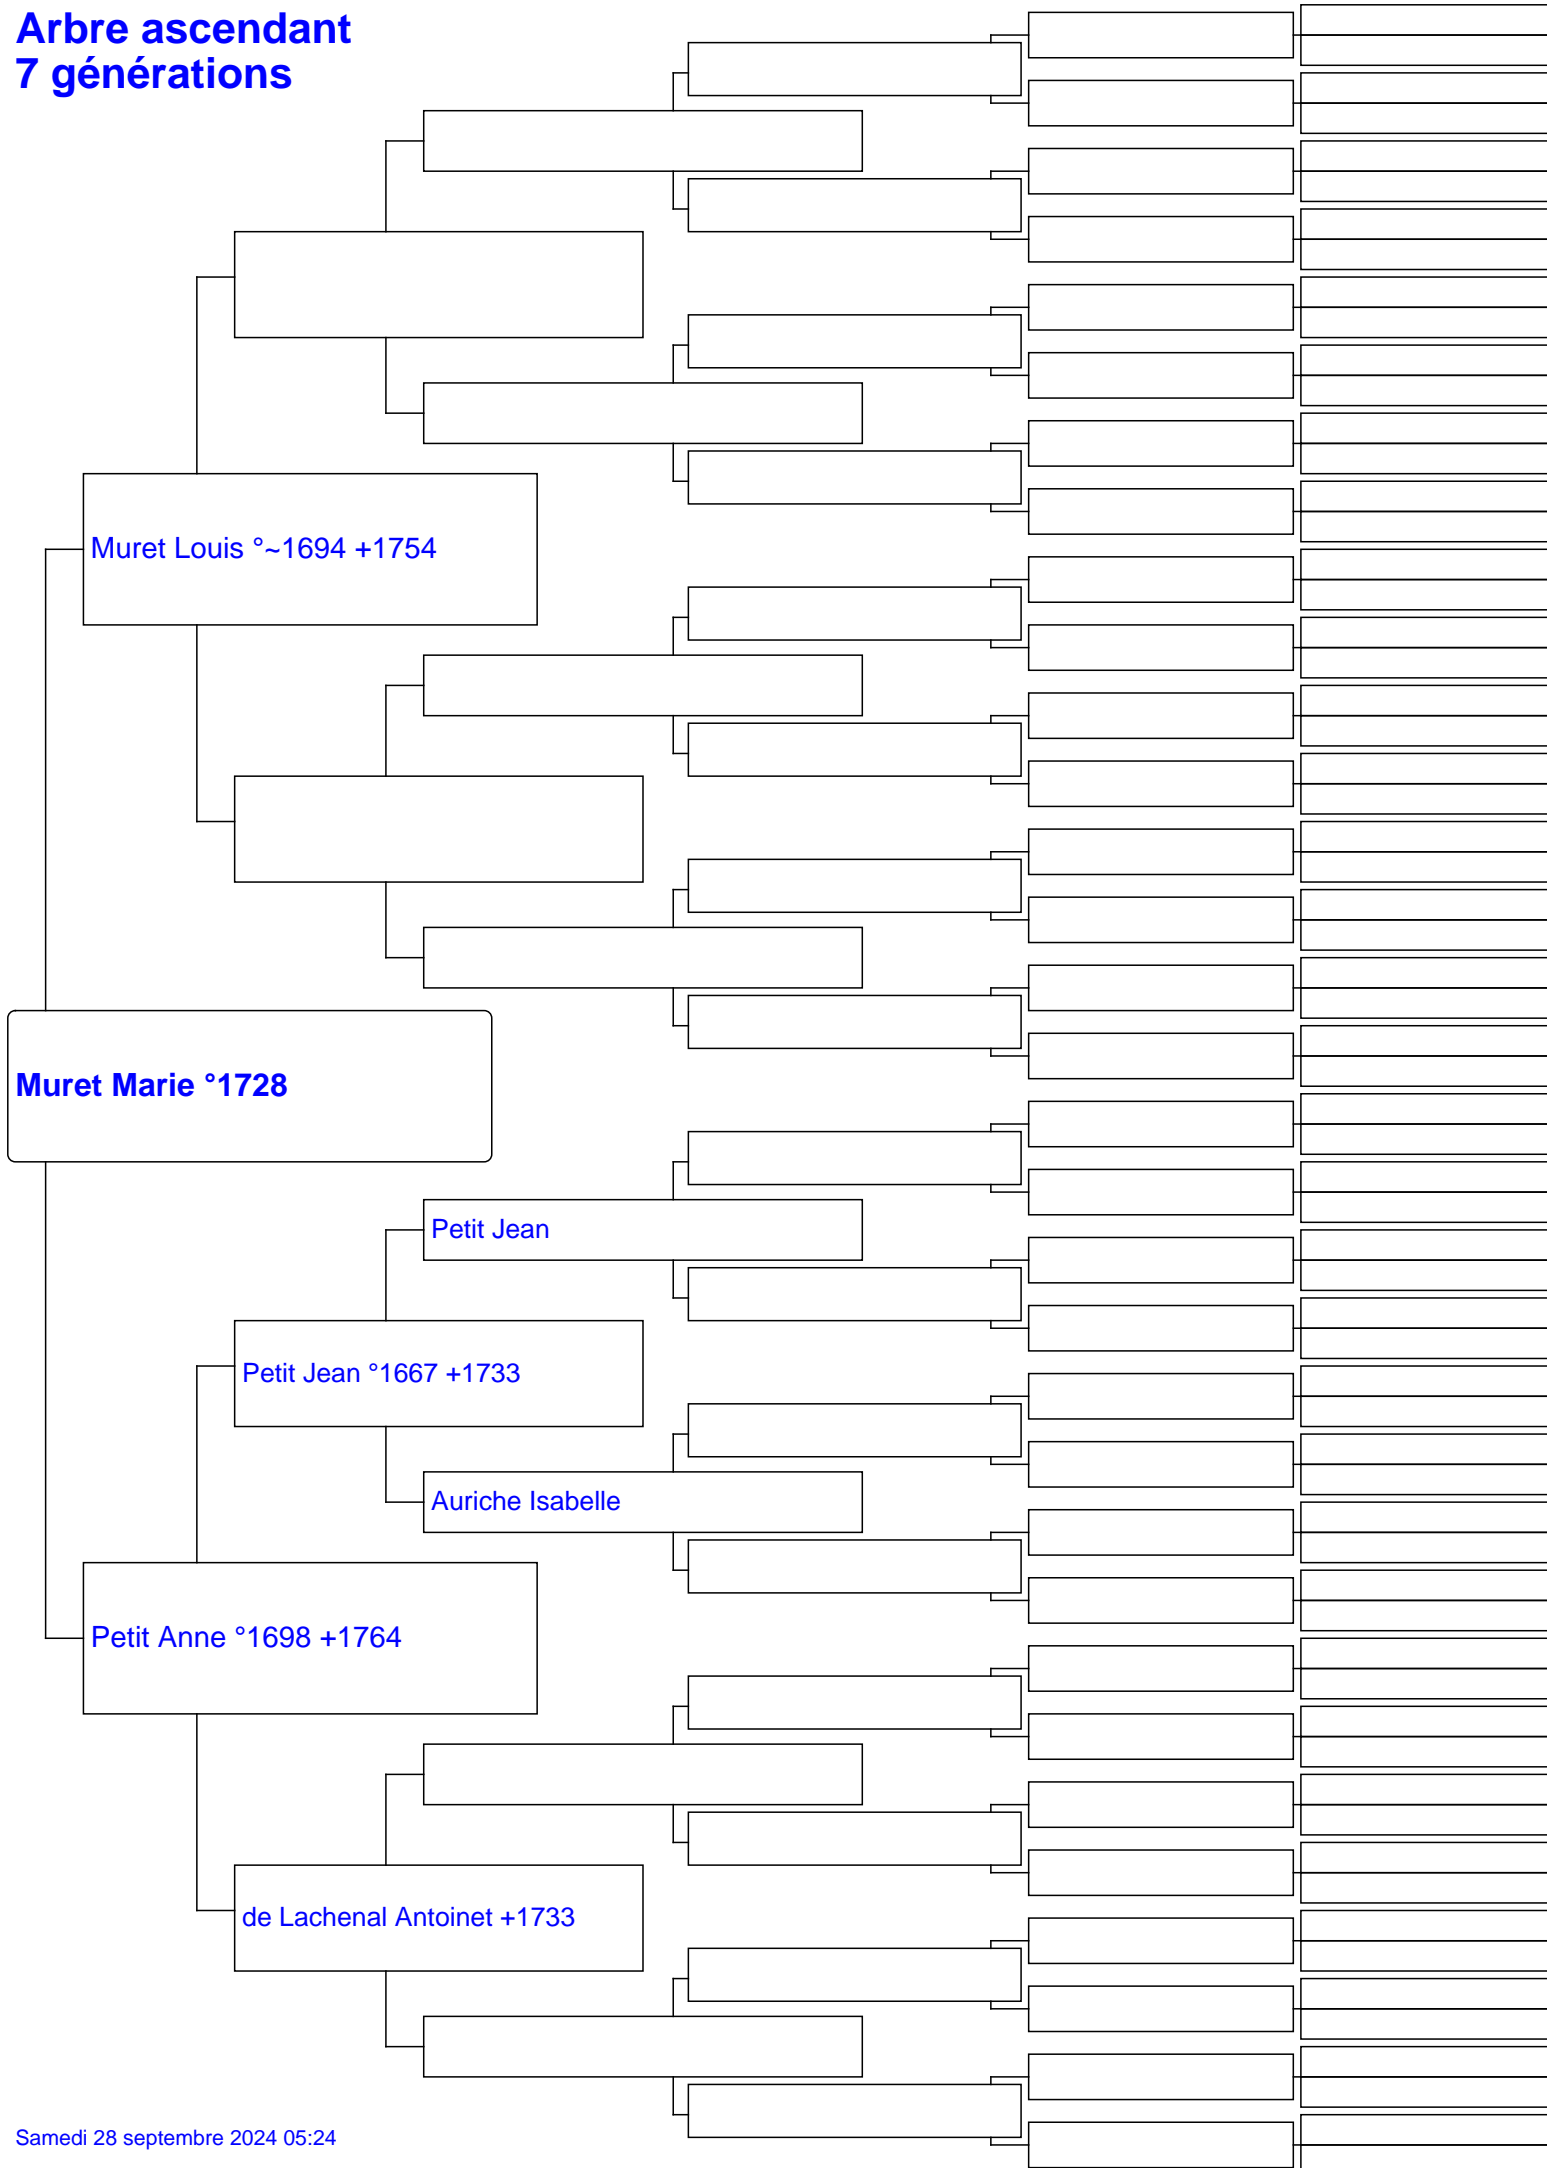 Arbre ascendant
7 générations
Muret Louis °~1694 +1754
Muret Marie °1728
Petit Jean
Petit Jean °1667 +1733
Auriche Isabelle
Petit Anne °1698 +1764
de Lachenal Antoinet +1733
Samedi 28 septembre 2024 05:24